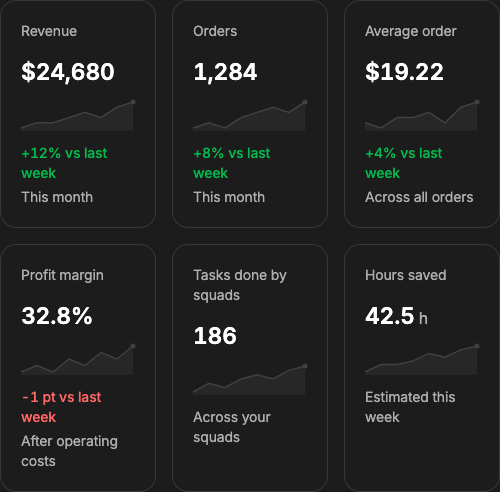 Revenue
$24,680
+12% vs last
week
This month
Orders
1,284
+8% vs last
week
This month
Average order
$19.22
+4% vs last
week
Across all orders
Profit margin
32.8%
-1 pt vs last
week
After operating
costs
Tasks done by
squads
186
Across your
squads
Hours saved
42.5 h
Estimated this
week